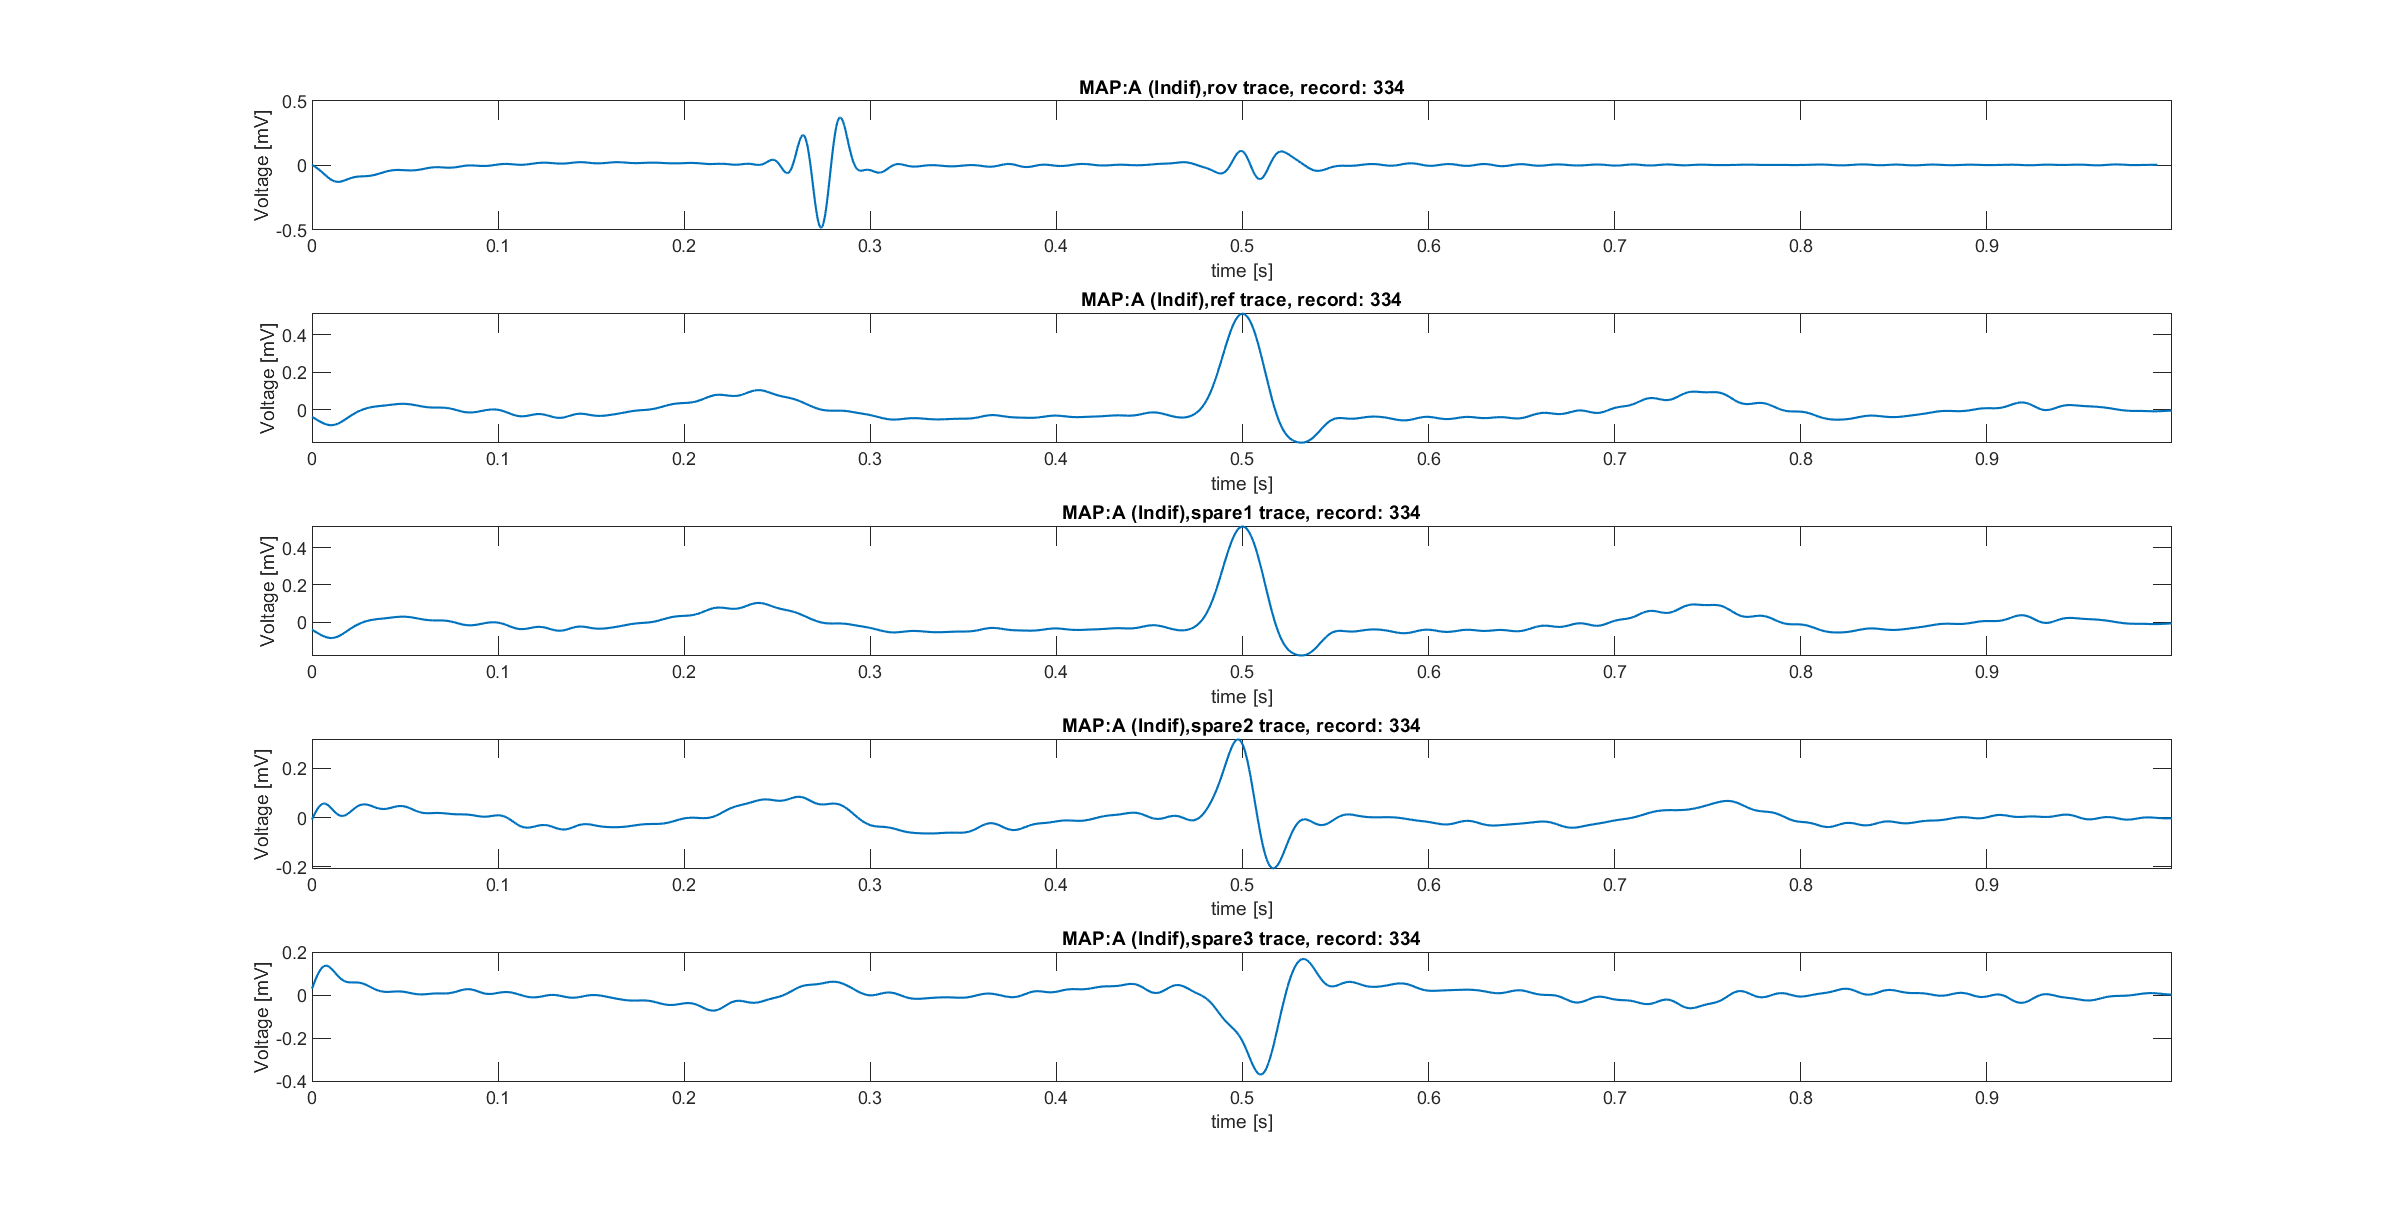 MAP:A (Indif),rov trace, record: 334
Voltage [mV]
0.5
0
-0.5
0 0.1 0.2 0.3 0.4 0.5 0.6 0.7 0.8 0.9
time [s]
MAP:A (Indif),ref trace, record: 334
Voltage [mV]
0.4
0.2
0
0 0.1 0.2 0.3 0.4 0.5 0.6 0.7 0.8 0.9
time [s]
MAP:A (Indif),spare1 trace, record: 334
Voltage [mV]
0.4
0.2
0
0 0.1 0.2 0.3 0.4 0.5 0.6 0.7 0.8 0.9
time [s]
MAP:A (Indif),spare2 trace, record: 334
Voltage [mV]
0.2
0
-0.2
0 0.1 0.2 0.3 0.4 0.5 0.6 0.7 0.8 0.9
time [s]
MAP:A (Indif),spare3 trace, record: 334
Voltage [mV]
0.2
0
-0.2
-0.4
0 0.1 0.2 0.3 0.4 0.5 0.6 0.7 0.8 0.9
time [s]